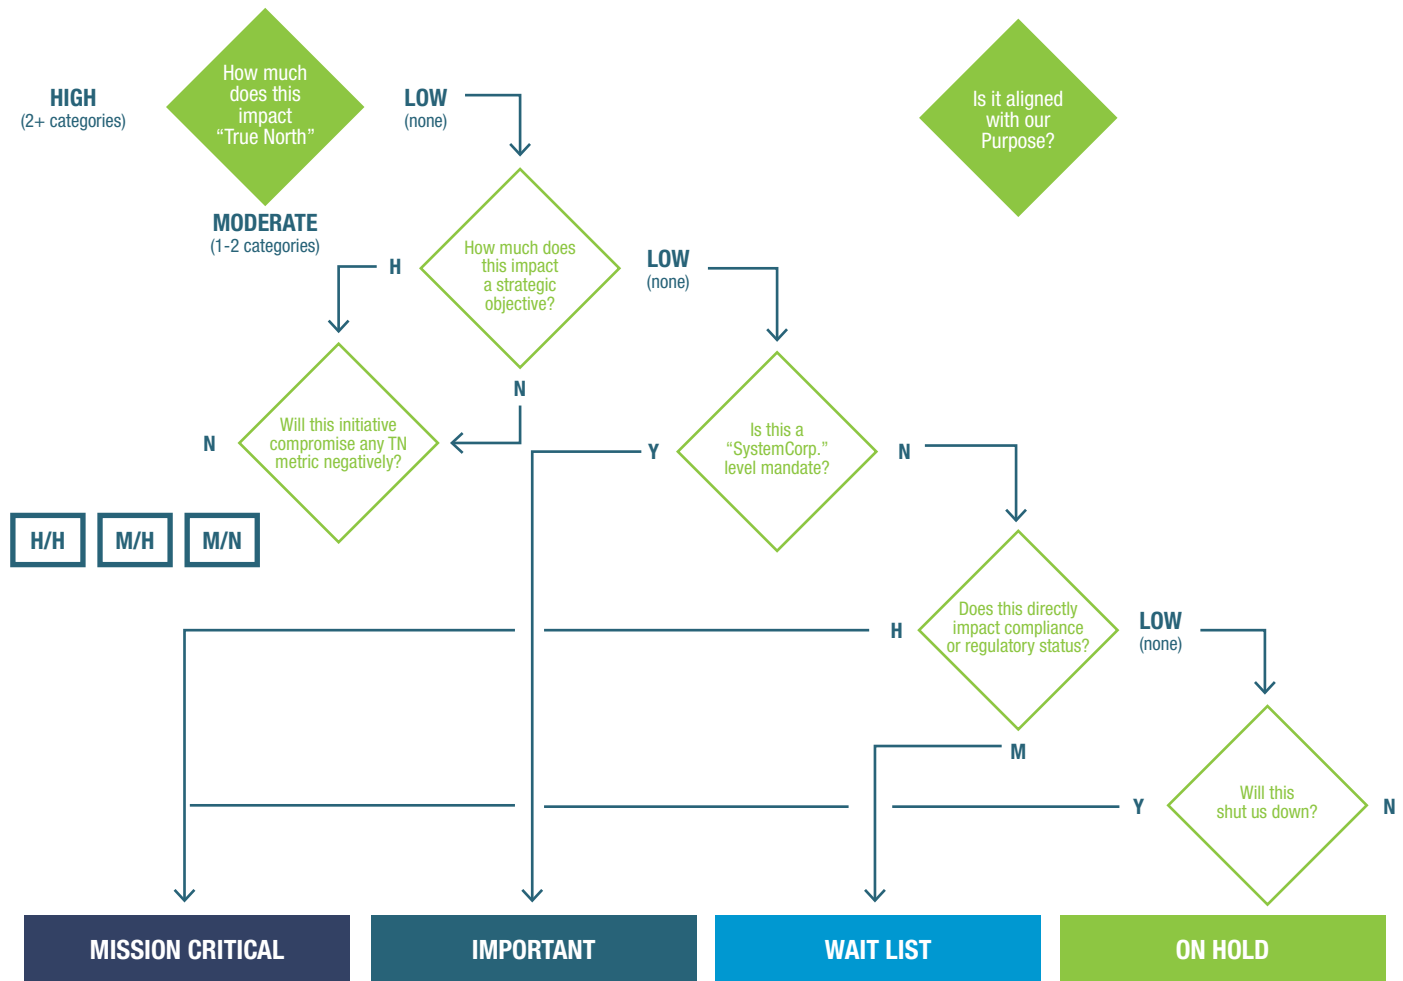 How much
does this
impact
“True North”
HIGH
(2+ categories)
LOW
(none)
MODERATE
(1-2 categories)
Is it aligned
with our
Purpose?
How much does
this impact
a strategic
objective?
H
LOW
(none)
N
Will this initiative
compromise any TN
metric negatively?
N
Is this a
“SystemCorp.”
level mandate?
Y
N
H/H
M/H
M/N
Does this directly
impact compliance
or regulatory status?
H
LOW
(none)
M
Will this
shut us down?
Y
N
MISSION CRITICAL
IMPORTANT
WAIT LIST
ON HOLD